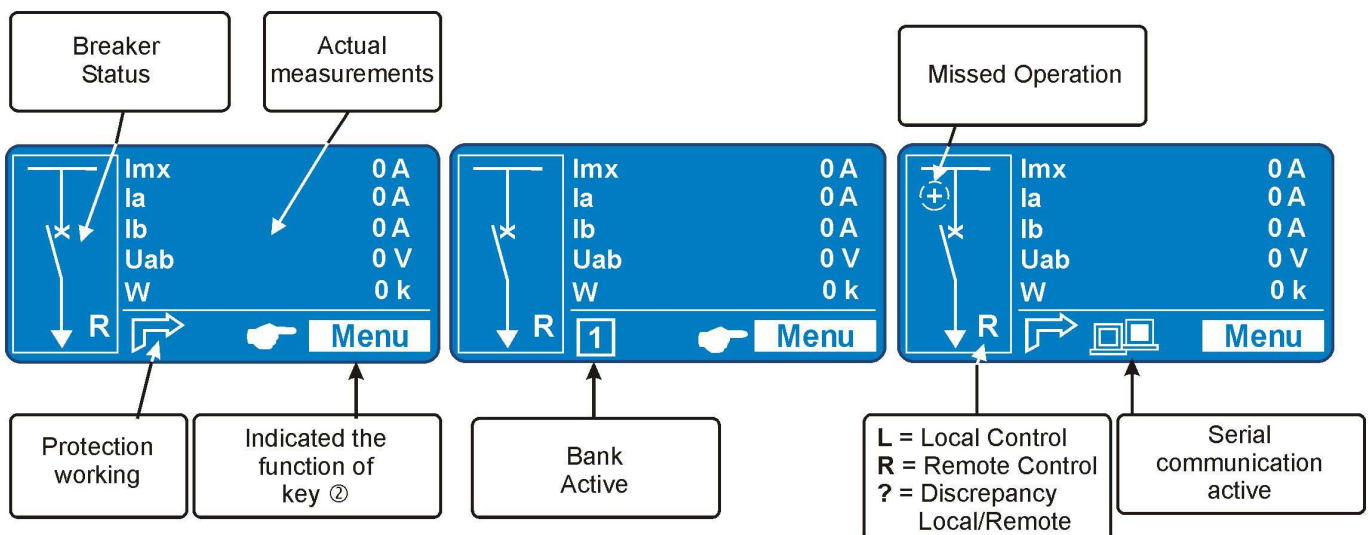 Breaker
Status
Actual
measurements
Missed Operation
Imx 0 A
Ia 0 A
Ib 0 A
Uab 0 V
W 0 k
R Menu
Imx 0 A
Ia 0 A
Ib 0 A
Uab 0 V
W 0 k
R 1 Menu
Imx 0 A
Ia 0 A
Ib 0 A
Uab 0 V
W 0 k
R Menu
Protection
working
Indicated the
function of
key ②
Bank
Active
L = Local Control
R = Remote Control
? = Discrepancy
Local/Remote
Serial
communication
active